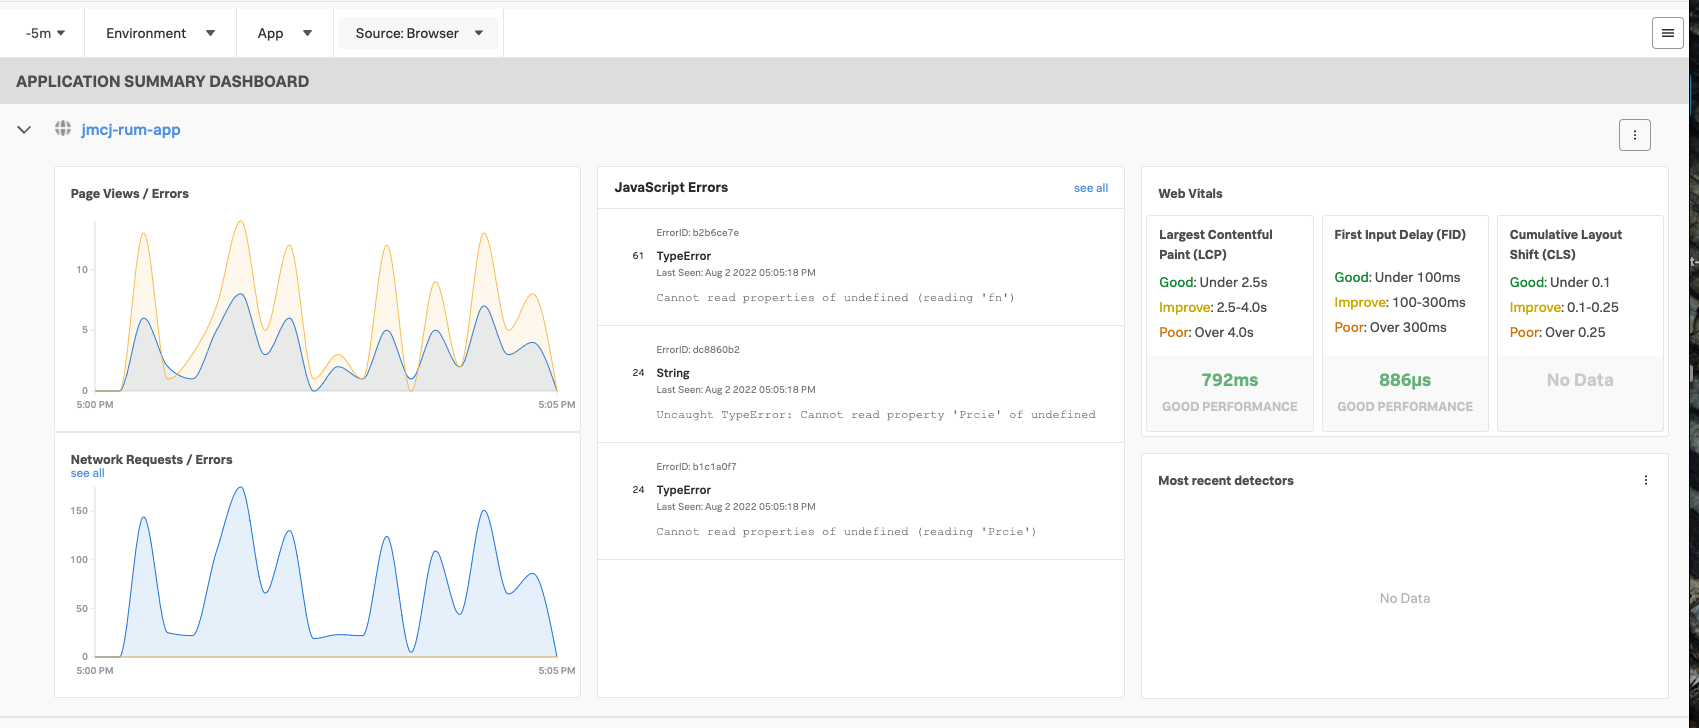 -5m
Environment
App
Source: Browser
APPLICATION SUMMARY DASHBOARD
jmcj-rum-app
Page Views / Errors
10
5
0
5:00 PM
5:05 PM
Network Requests / Errors
see all
150
100
50
0
5:00 PM
5:05 PM
JavaScript Errors
see all
ErrorID: b2b6ce7e
61 TypeError
Last Seen: Aug 2 2022 05:05:18 PM
Cannot read properties of undefined (reading 'fn')
ErrorID: dc8860b2
24 String
Last Seen: Aug 2 2022 05:05:18 PM
Uncaught TypeError: Cannot read property 'Prcie' of undefined
ErrorID: b1c1a0f7
24 TypeError
Last Seen: Aug 2 2022 05:05:18 PM
Cannot read properties of undefined (reading 'Prcie')
Web Vitals
Largest Contentful
Paint (LCP)
Good: Under 2.5s
Improve: 2.5-4.0s
Poor: Over 4.0s
792ms
GOOD PERFORMANCE
First Input Delay (FID)
Good: Under 100ms
Improve: 100-300ms
Poor: Over 300ms
886µs
GOOD PERFORMANCE
Cumulative Layout
Shift (CLS)
Good: Under 0.1
Improve: 0.1-0.25
Poor: Over 0.25
No Data
Most recent detectors
No Data